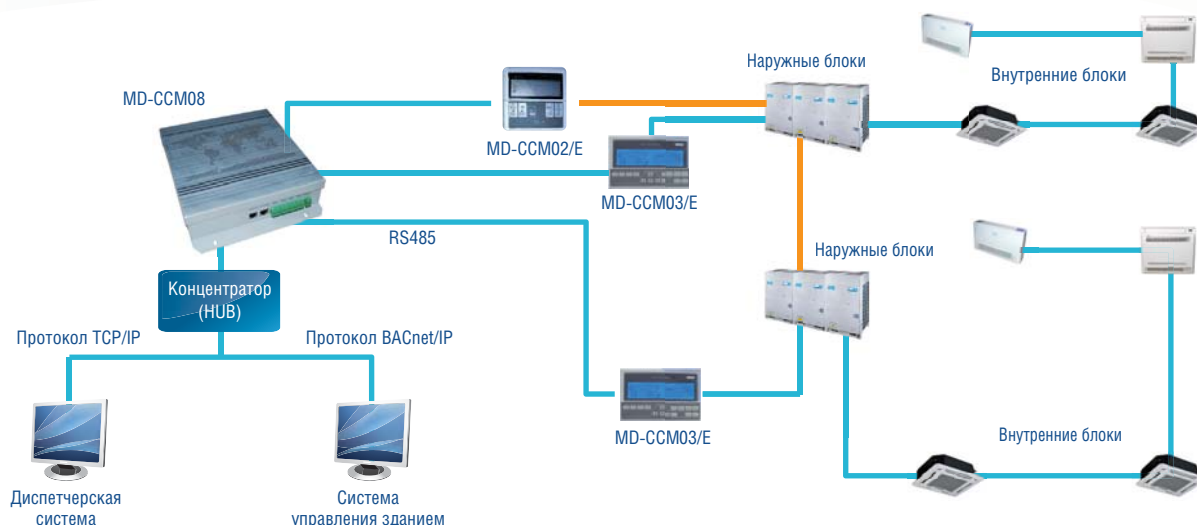 MD-CCM08
MD-CCM02/E
MD-CCM03/E
Наружные блоки
Внутренние блоки
RS485
Наружные блоки
Концентратор
(HUB)
Протокол TCP/IP
Протокол BACnet/IP
MD-CCM03/E
Внутренние блоки
Диспетчерская
система
Система
управления зданием